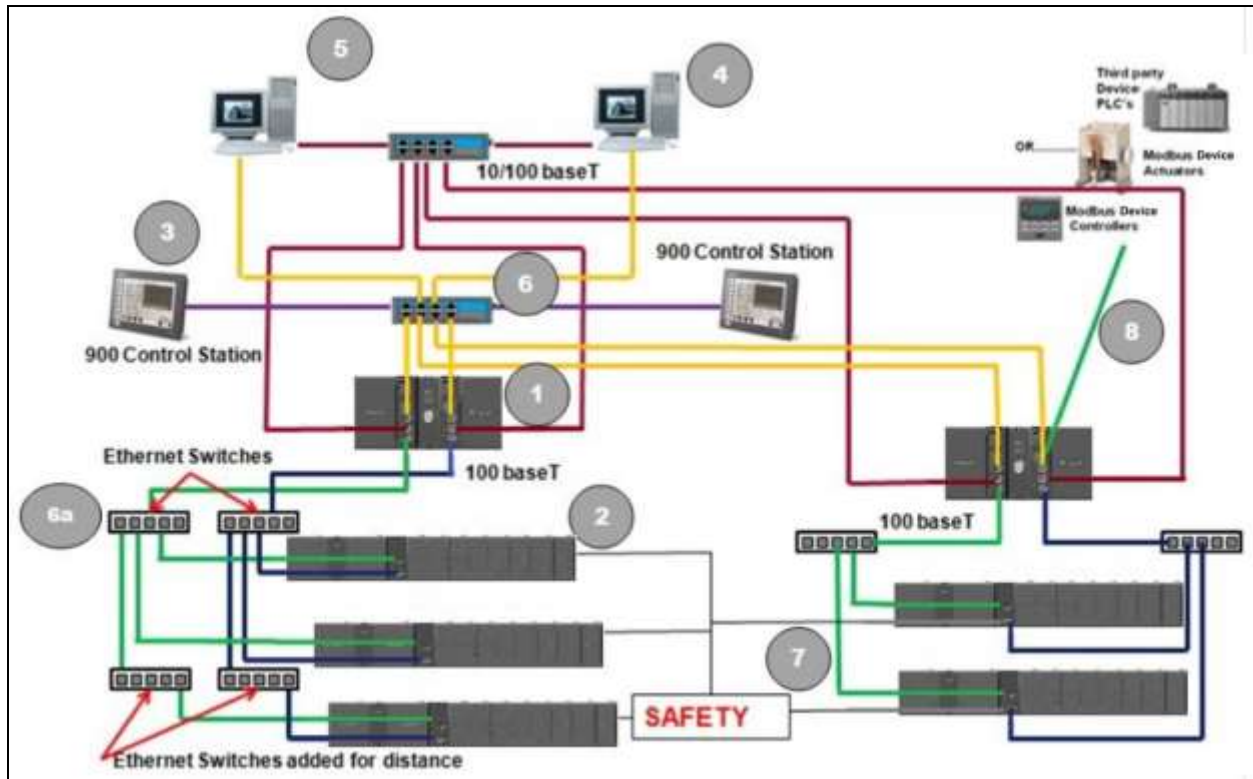 5
4
Third party
Device
PLC's
OR
Modbus Device
Actuators
10/100 baseT
Modbus Device
Controllers
3
900 Control Station
6
8
900 Control Station
1
Ethernet Switches
100 baseT
6a
2
100 baseT
7
SAFETY
Ethernet Switches added for distance